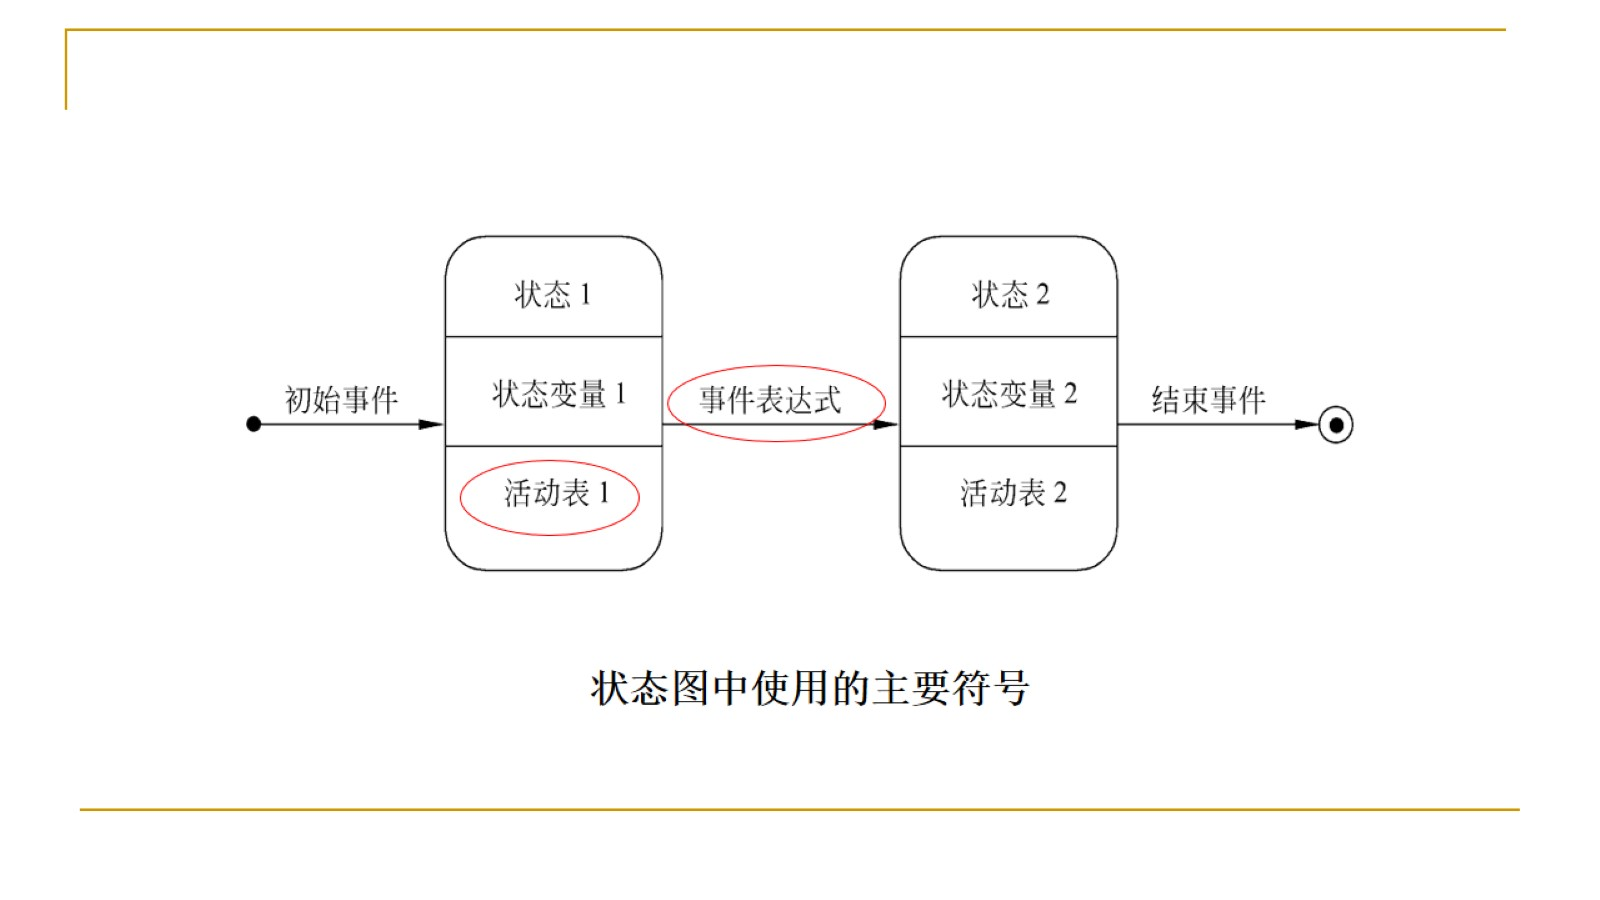 状态 1
状态 2
初始事件
状态变量 1
事件表达式
状态变量 2
结束事件
活动表 1
活动表 2
状态图中使用的主要符号